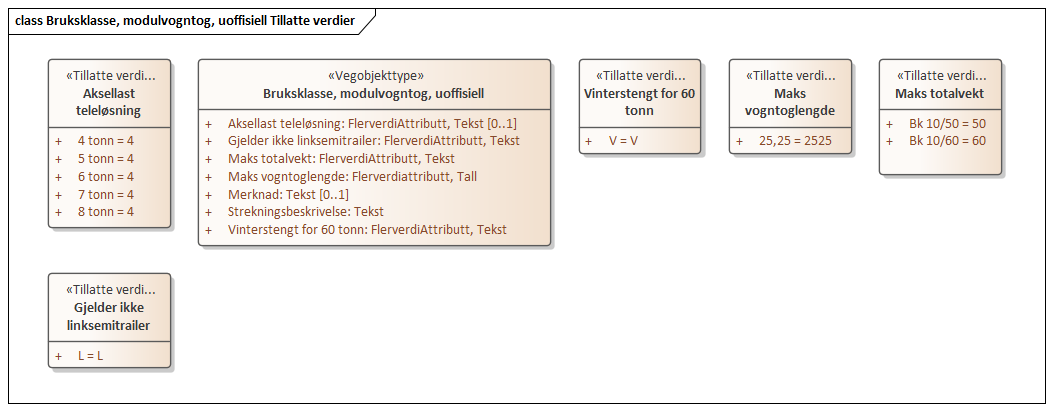 class Bruksklasse, modulvogntog, uoffisiell Tillatte verdier
«Tillatte verdi...
Aksellast
teleløsning
+ 4 tonn = 4
+ 5 tonn = 4
+ 6 tonn = 4
+ 7 tonn = 4
+ 8 tonn = 4
«Vegobjekttype»
Bruksklasse, modulvogntog, uoffisiell
+ Aksellast teleløsning: FlerverdiAttributt, Tekst [0..1]
+ Gjelder ikke linksemitrailer: FlerverdiAttributt, Tekst
+ Maks totalvekt: FlerverdiAttributt, Tekst
+ Maks vogntoglengde: Flerverdiattributt, Tall
+ Merknad: Tekst [0..1]
+ Strekningsbeskrivelse: Tekst
+ Vinterstengt for 60 tonn: FlerverdiAttributt, Tekst
«Tillatte verdi...
Vinterstengt for 60
tonn
+ V = V
«Tillatte verdi...
Maks
vogntoglengde
+ 25,25 = 2525
«Tillatte verdi...
Maks totalvekt
+ Bk 10/50 = 50
+ Bk 10/60 = 60
«Tillatte verdi...
Gjelder ikke
linksemitrailer
+ L = L